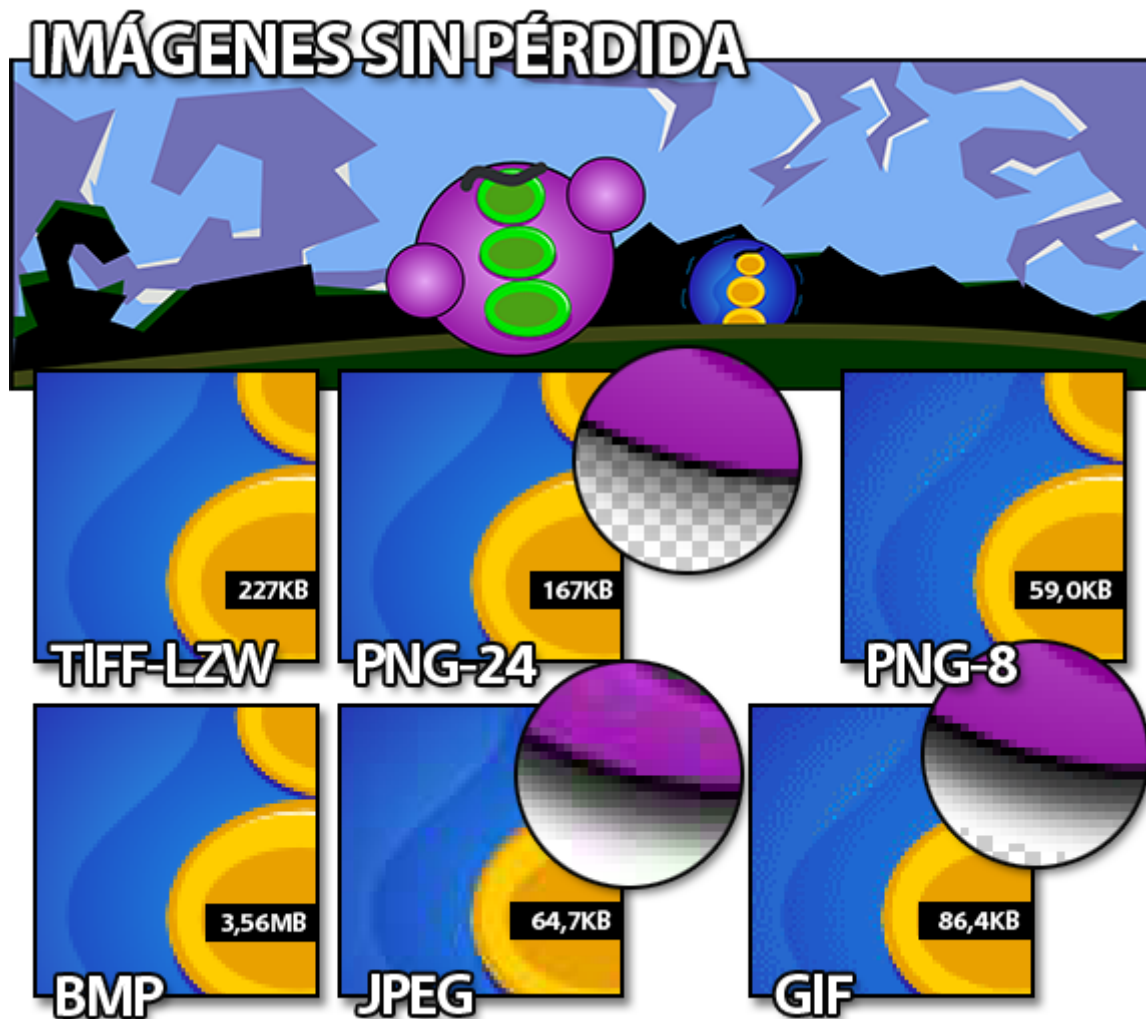 IMÁGENES SIN PÉRDIDA
227KB
TIFF-LZW
167KB
PNG-24
59,0KB
PNG-8
3,56MB
BMP
64,7KB
JPEG
86,4KB
GIF